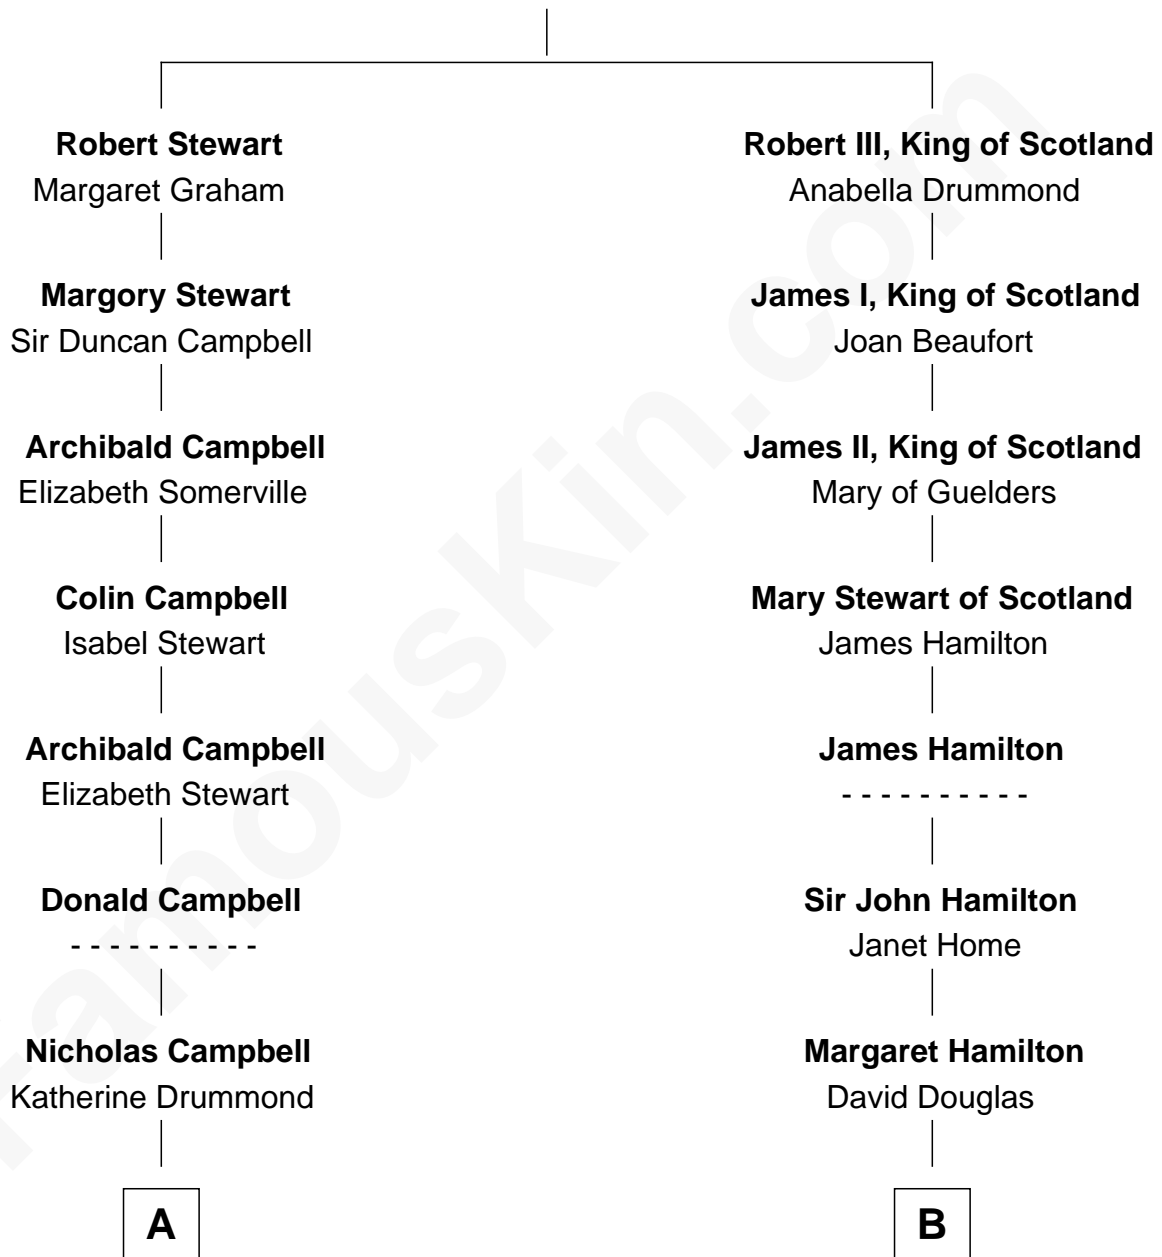 Robert Stewart
Margaret Graham
Margory Stewart
Sir Duncan Campbell
Archibald Campbell
Elizabeth Somerville
Colin Campbell
Isabel Stewart
Archibald Campbell
Elizabeth Stewart
Donald Campbell
- - - - - - - - - -
Nicholas Campbell
Katherine Drummond
A
Robert III, King of Scotland
Anabella Drummond
James I, King of Scotland
Joan Beaufort
James II, King of Scotland
Mary of Guelders
Mary Stewart of Scotland
James Hamilton
James Hamilton
- - - - - - - - - -
Sir John Hamilton
Janet Home
Margaret Hamilton
David Douglas
B
FamousKin.com